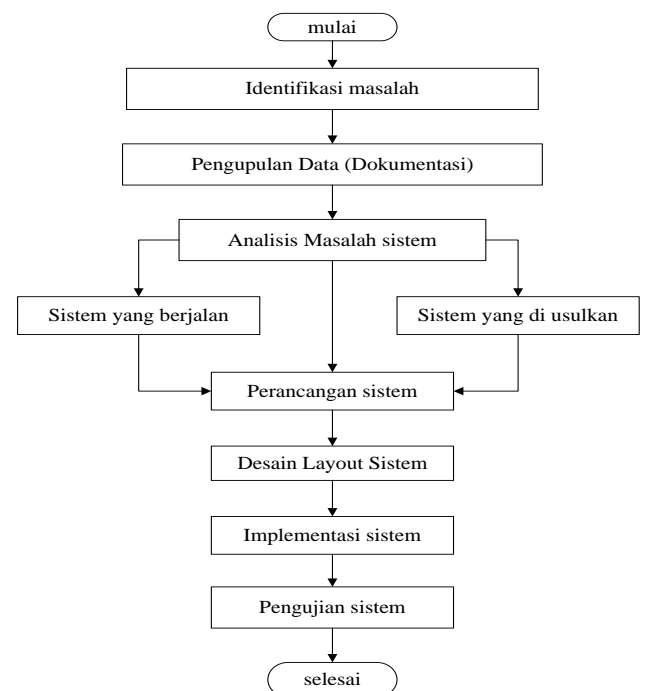 mulai
Identifikasi masalah
Pengupulan Data (Dokumentasi)
Analisis Masalah sistem
Sistem yang berjalan
Sistem yang di usulkan
Perancangan sistem
Desain Layout Sistem
Implementasi sistem
Pengujian sistem
selesai